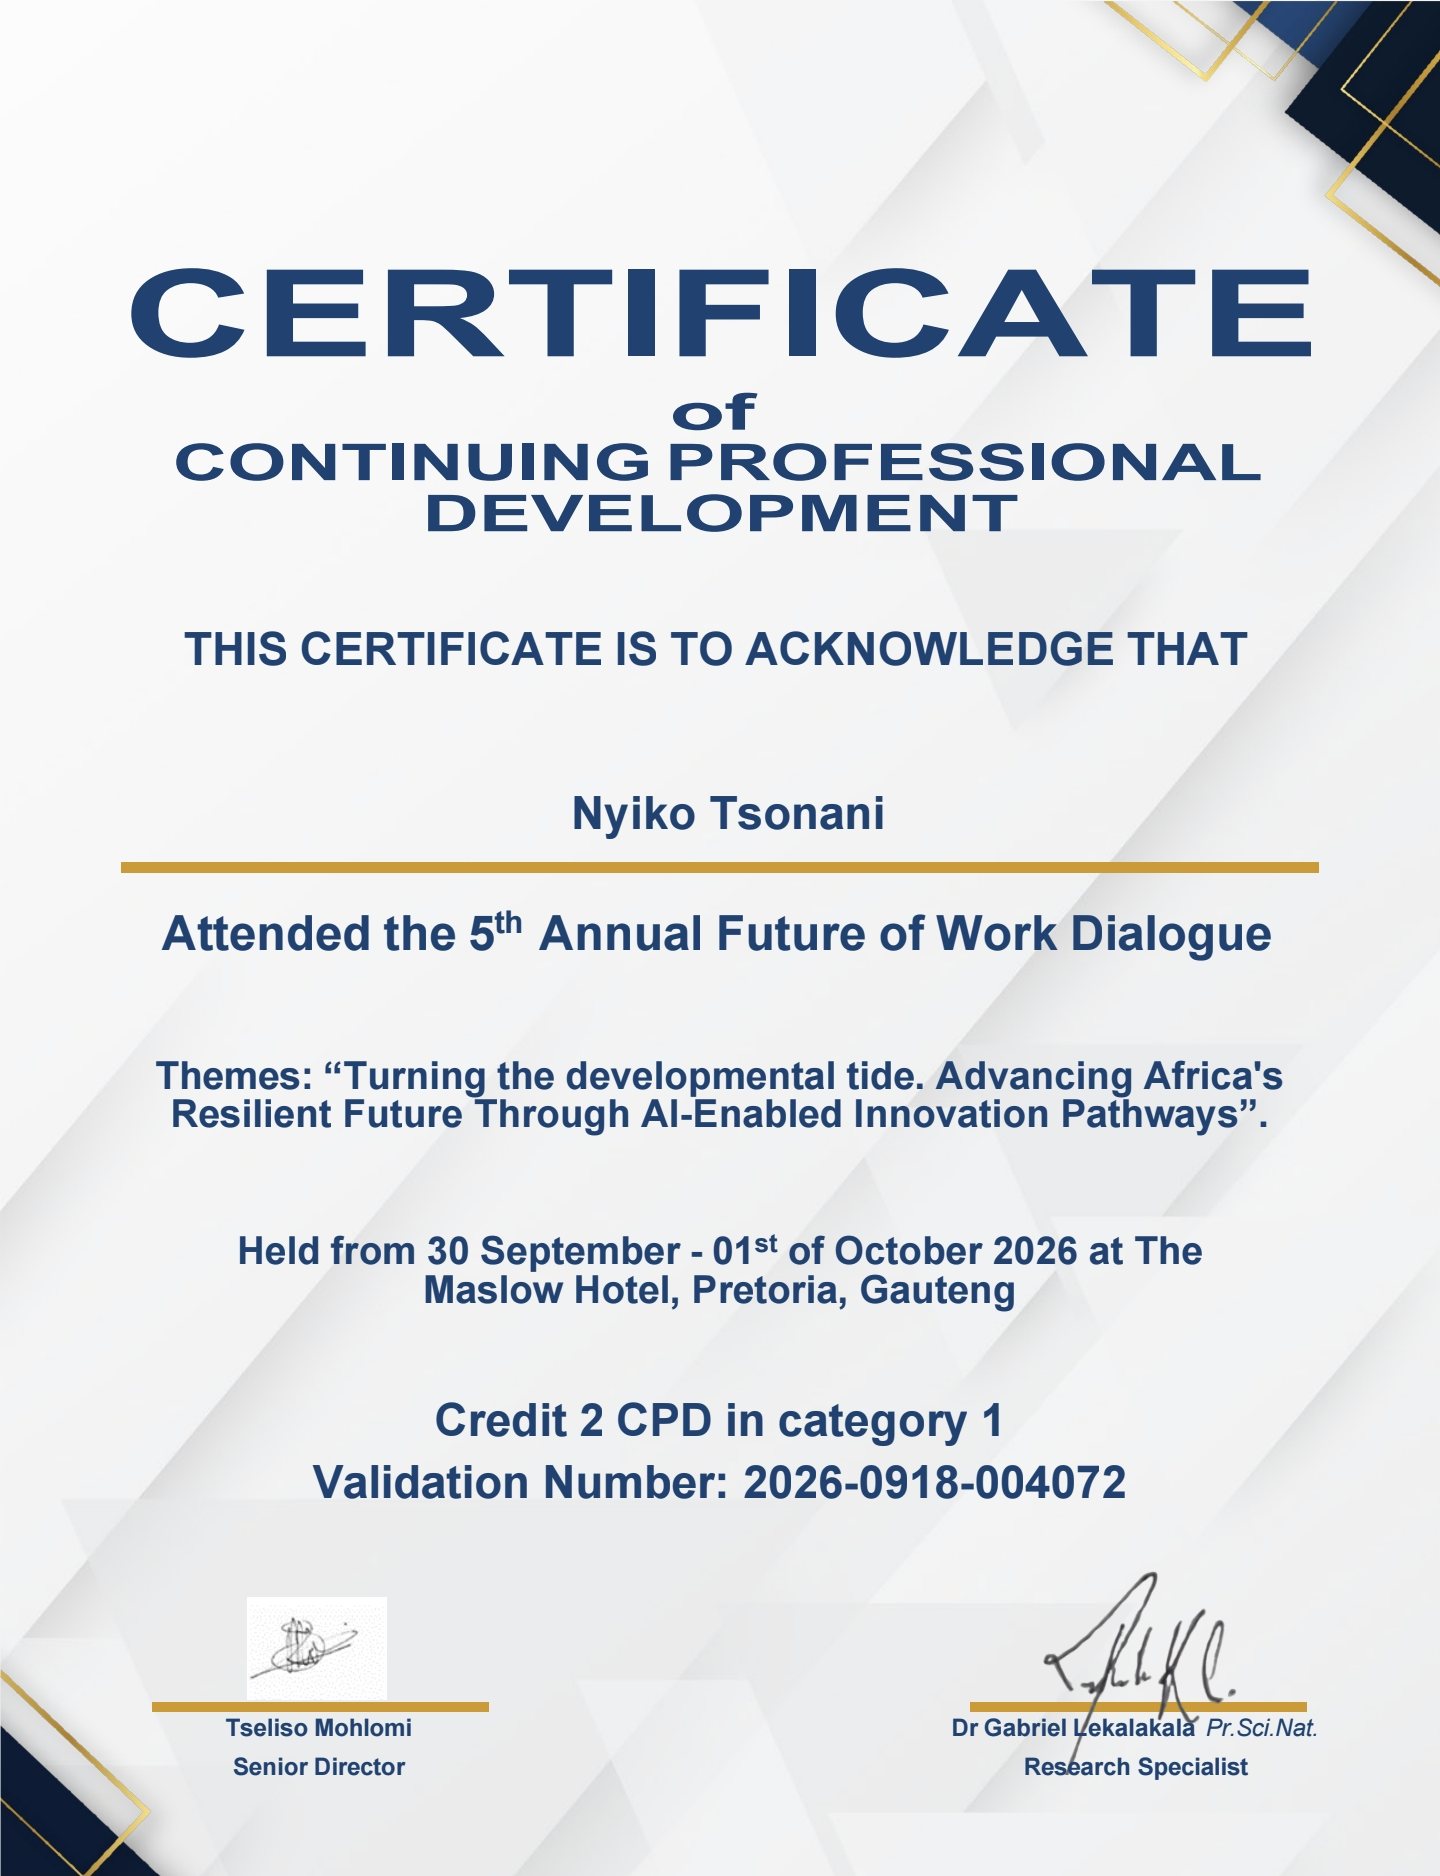 CERTIFICATE
of
CONTINUING PROFESSIONAL
DEVELOPMENT
THIS CERTIFICATE IS TO ACKNOWLEDGE THAT
Nyiko Tsonani
Attended the 5th Annual Future of Work Dialogue
Themes: “Turning the developmental tide. Advancing Africa's
Resilient Future Through AI-Enabled Innovation Pathways”.
Held from 30 September - 01st of October 2026 at The
Maslow Hotel, Pretoria, Gauteng
Credit 2 CPD in category 1
Validation Number: 2026-0918-004072
Tseliso Mohlomi
Senior Director
Dr Gabriel Lekalakala Pr.Sci.Nat.
Research Specialist